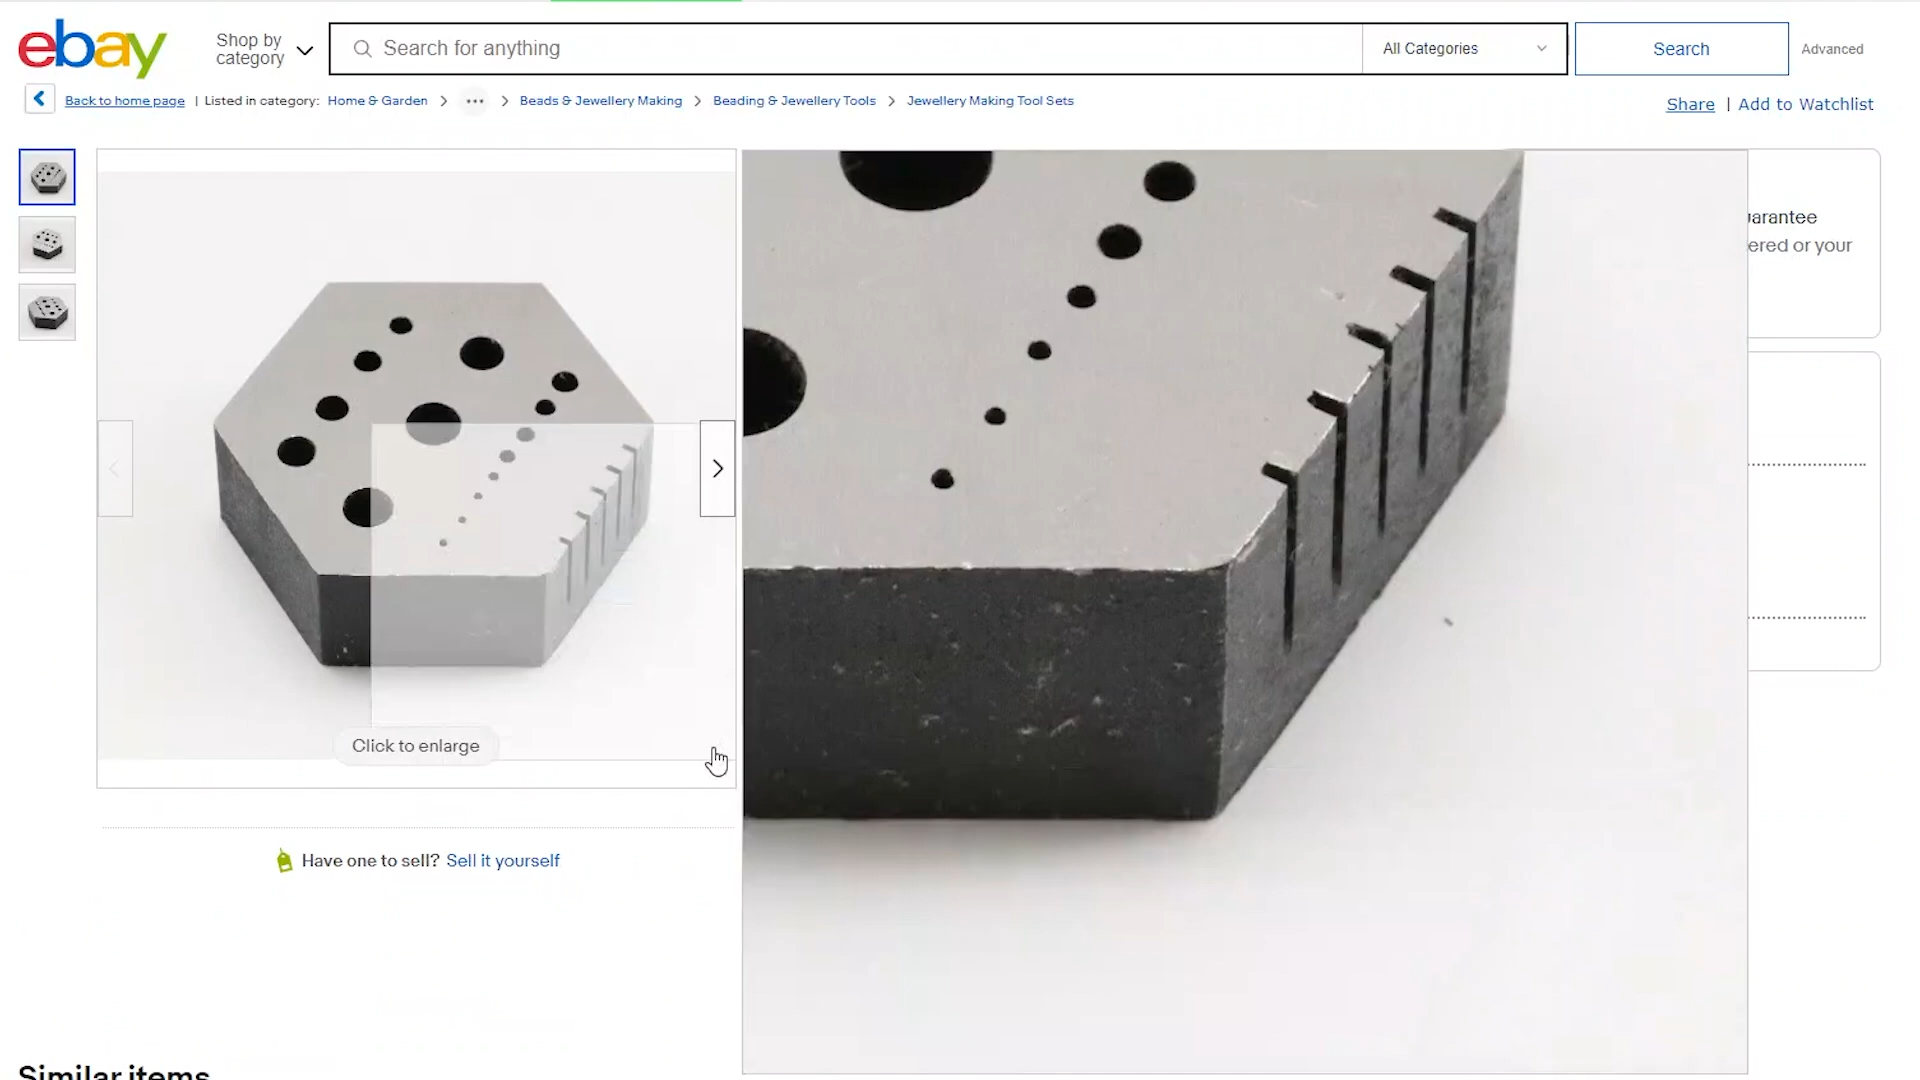 ebay
Shop by
category
Search for anything
All Categories
Search
Advanced
Back to home page | Listed in category: Home & Garden > ... > Beads & Jewellery Making > Beading & Jewellery Tools > Jewellery Making Tool Sets
Share | Add to Watchlist
ered or your
Click to enlarge
Have one to sell? Sell it yourself
Similar items